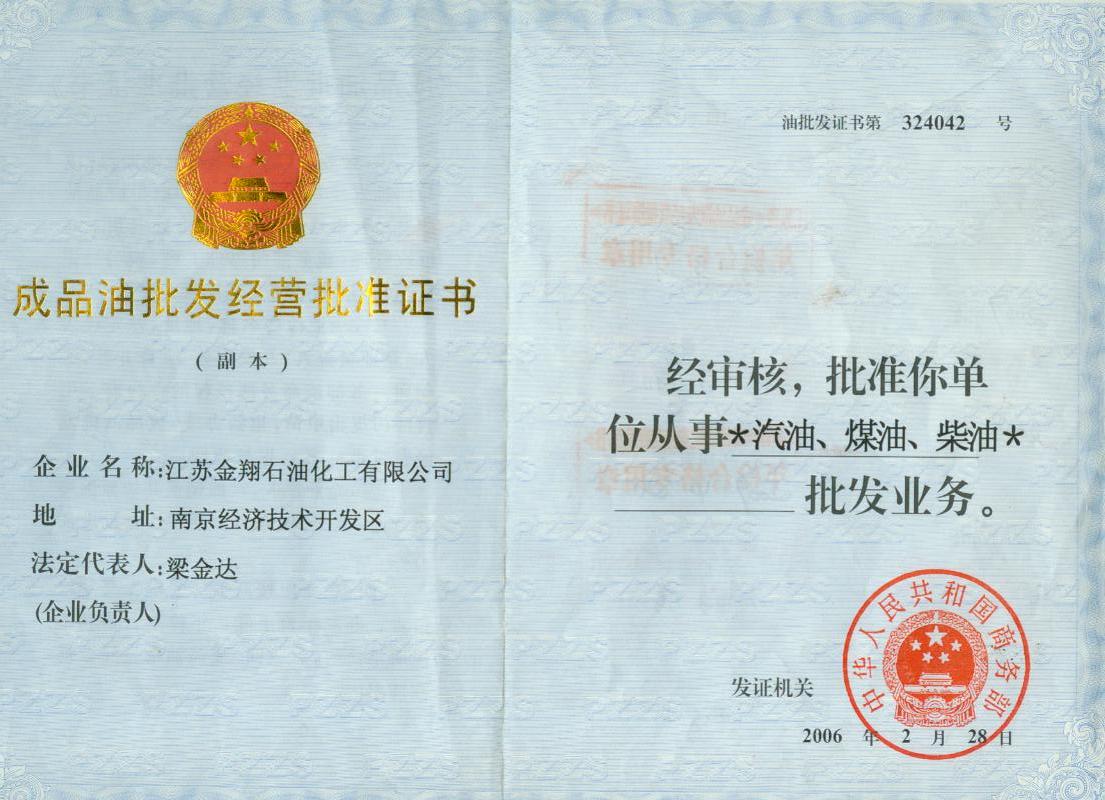 成品油批发经营批准证书
(副本)
企业名称:江苏金翔石油化工有限公司
地址:南京经济技术开发区
法定代表人:梁金达
(企业负责人)
油批发证书第 324042 号
经审核,批准你单
位从事*汽油、煤油、柴油*
批发业务。
中华人民共和国商务部
发证机关
2006 年 2 月 28 日